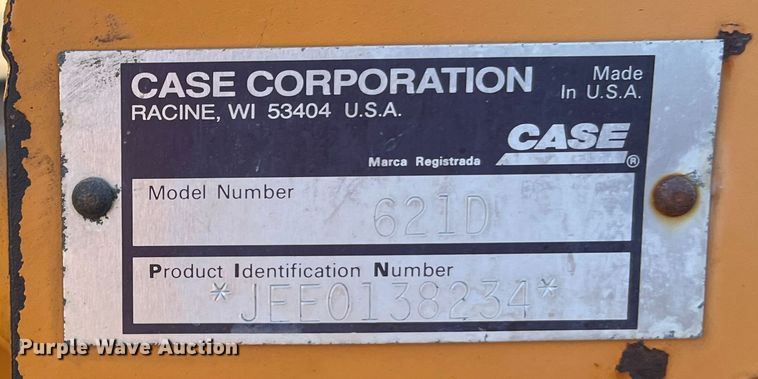 CASE CORPORATION
RACINE, WI 53404 U.S.A.
Made
In U.S.A.
Marca Registrada
CASE ®
Model Number
621D
Product Identification Number
*JEE0138234*
Purple Wave Auction